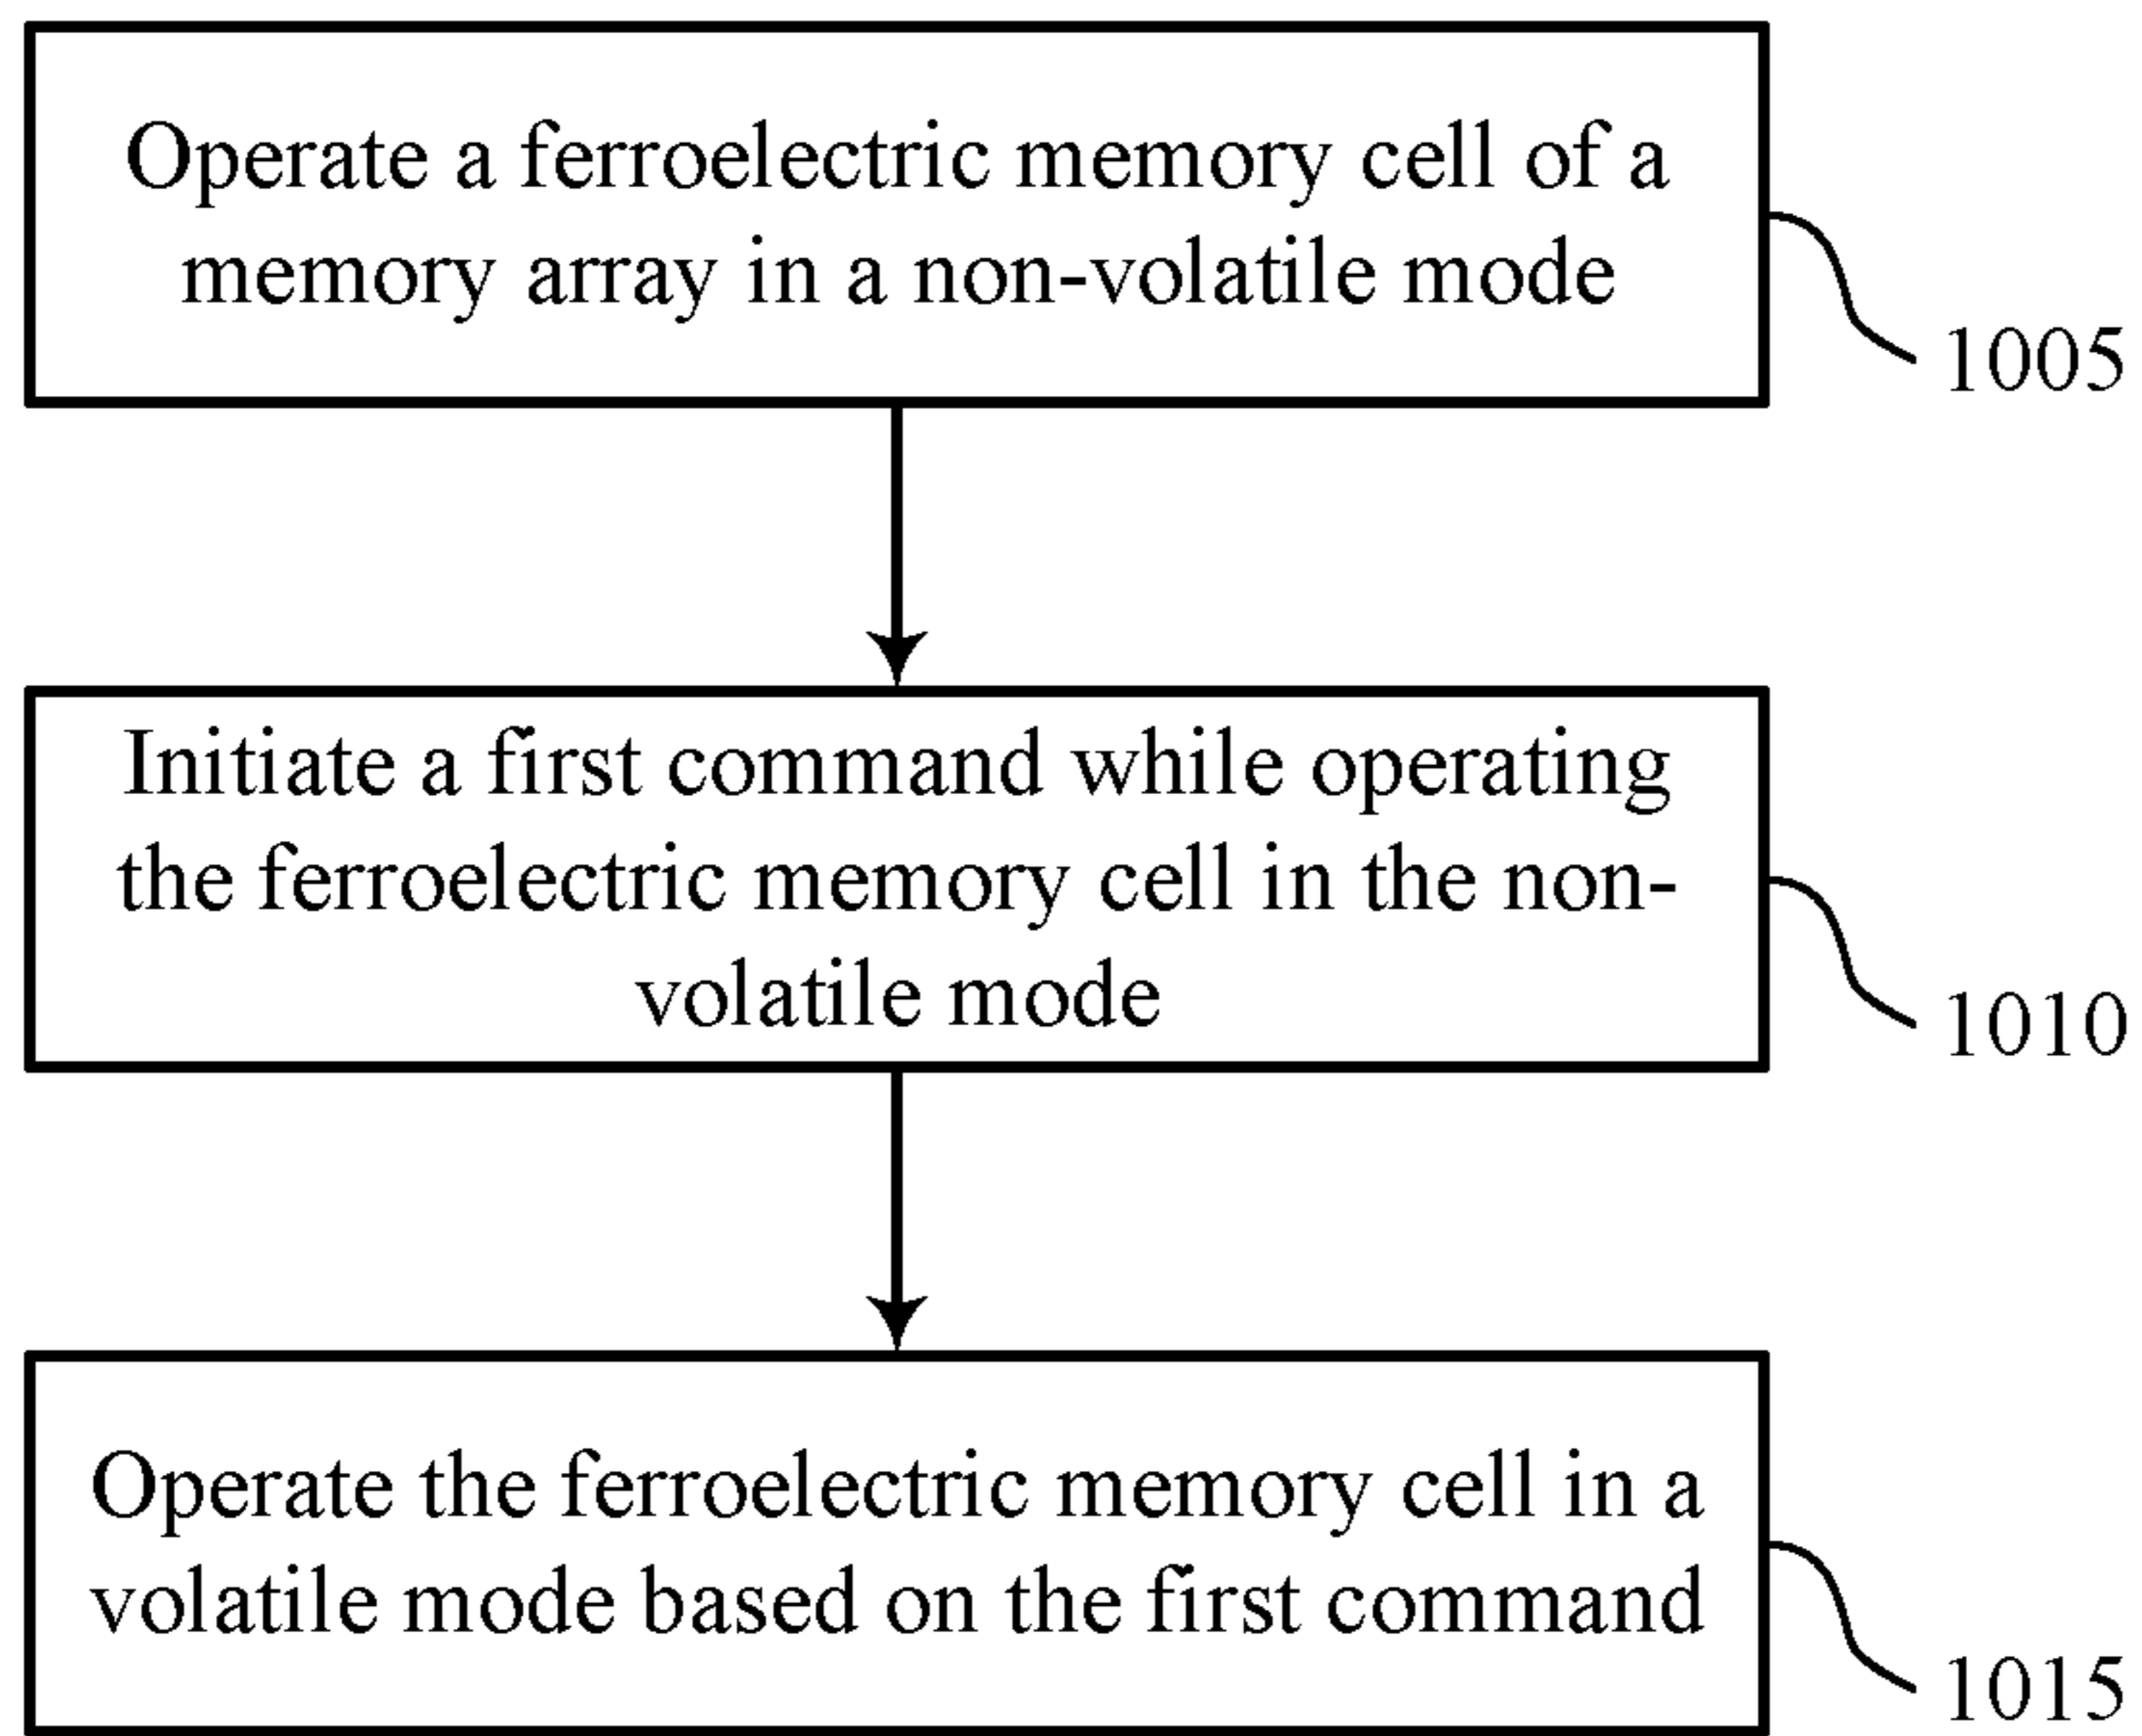 Operate a ferroelectric memory cell of a
memory array in a non-volatile mode
1005
Initiate a first command while operating
the ferroelectric memory cell in the non-
volatile mode
1010
Operate the ferroelectric memory cell in a
volatile mode based on the first command
1015